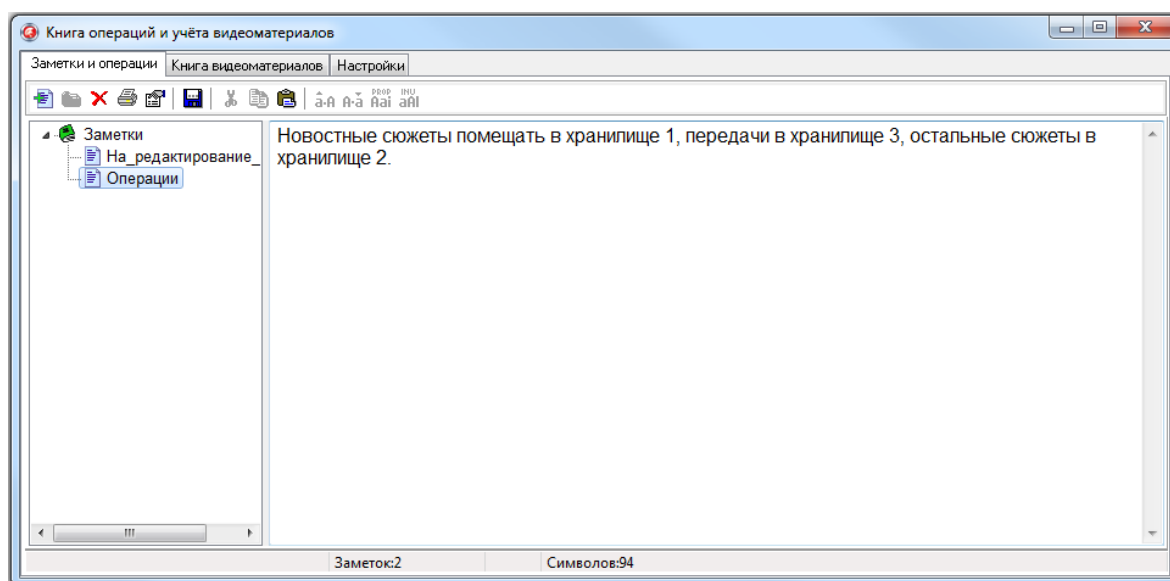 Книга операций и учёта видеоматериалов
Заметки и операции Книга видеоматериалов Настройки
Заметки
На_редактирование_
Операции
Новостные сюжеты помещать в хранилище 1, передачи в хранилище 3, остальные сюжеты в
хранилище 2.
Заметок:2 Символов:94